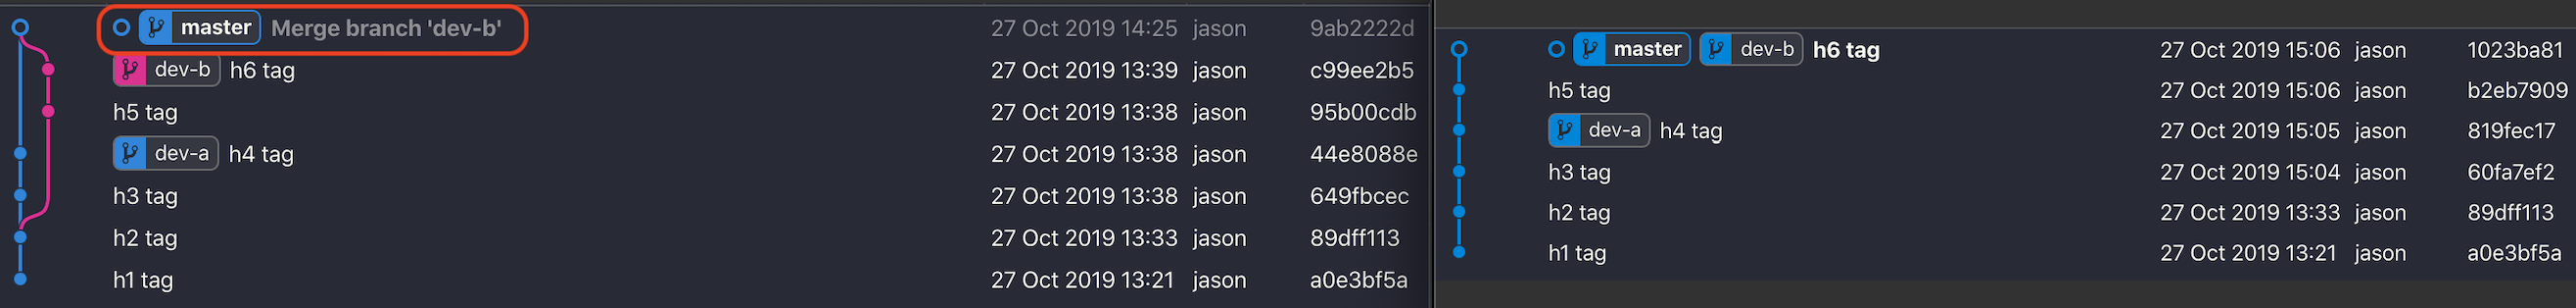 master Merge branch 'dev-b' 27 Oct 2019 14:25 jason 9ab2222d
dev-b h6 tag 27 Oct 2019 13:39 jason c99ee2b5
h5 tag 27 Oct 2019 13:38 jason 95b00cdb
dev-a h4 tag 27 Oct 2019 13:38 jason 44e8088e
h3 tag 27 Oct 2019 13:38 jason 649fbcec
h2 tag 27 Oct 2019 13:33 jason 89dff113
h1 tag 27 Oct 2019 13:21 jason a0e3bf5a
master dev-b h6 tag 27 Oct 2019 15:06 jason 1023ba81
h5 tag 27 Oct 2019 15:06 jason b2eb7909
dev-a h4 tag 27 Oct 2019 15:05 jason 819fec17
h3 tag 27 Oct 2019 15:04 jason 60fa7ef2
h2 tag 27 Oct 2019 13:33 jason 89dff113
h1 tag 27 Oct 2019 13:21 jason a0e3bf5a